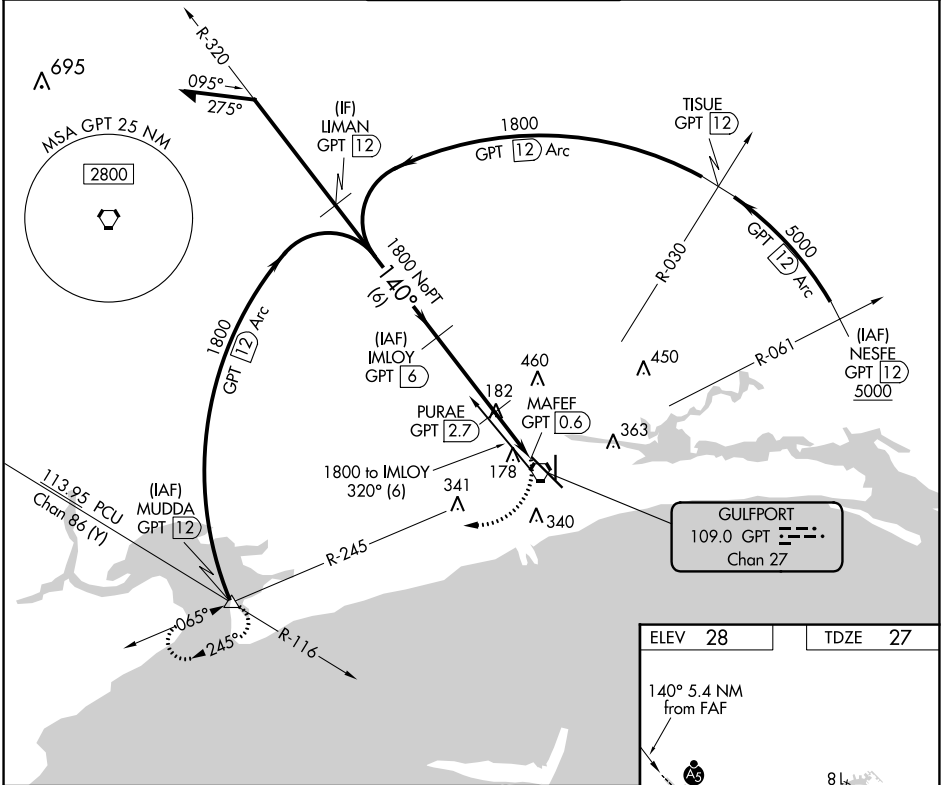 695
MSA GPT 25 NM
2800
R-320
095°
275°
(IF)
LIMAN
GPT 12
1800
GPT 12 Arc
TISUE
GPT 12
5000
GPT 12 Arc
R-030
R-061
(IAF)
NESFE
GPT 12
5000
1800 NoPT
140°
(6)
1800
GPT 12 Arc
(IAF)
IMLOY
GPT 6
460
450
182
MAFEF
GPT 0.6
PURAE
GPT 2.7
363
178
1800 to IMLOY
320° (6)
341
340
113.95 PCU
Chan 86 (Y)
(IAF)
MUDDA
GPT 12
R-245
GULFPORT
109.0 GPT
Chan 27
065°
245°
R-116
ELEV 28
TDZE 27
140° 5.4 NM
from FAF
A5
81